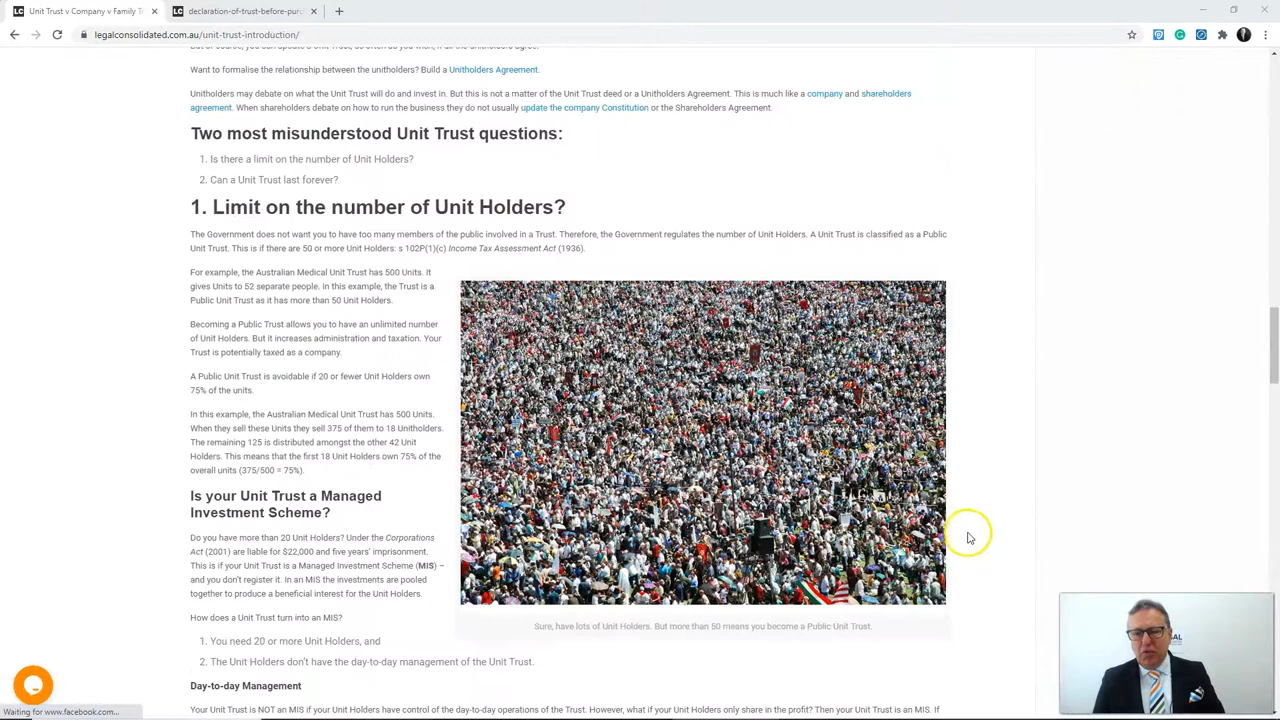 Unit Trust v Company v Family T
declaration-of-trust-before-purc
legalconsolidated.com.au/unit-trust-introduction/
Want to formalise the relationship between the unitholders? Build a Unitholders Agreement.
Unitholders may debate on what the Unit Trust will do and invest in. But this is not a matter of the Unit Trust deed or a Unitholders Agreement. This is much like a company and shareholders
agreement. When shareholders debate on how to run the business they do not usually update the company Constitution or the Shareholders Agreement.
Two most misunderstood Unit Trust questions:
1. Is there a limit on the number of Unit Holders?
2. Can a Unit Trust last forever?
1. Limit on the number of Unit Holders?
The Government does not want you to have too many members of the public involved in a Trust. Therefore, the Government regulates the number of Unit Holders. A Unit Trust is classified as a Public
Unit Trust. This is if there are 50 or more Unit Holders: s 102P(1)(c) Income Tax Assessment Act (1936).
For example, the Australian Medical Unit Trust has 500 Units. It
gives Units to 52 separate people. In this example, the Trust is a
Public Unit Trust as it has more than 50 Unit Holders.
Becoming a Public Trust allows you to have an unlimited number
of Unit Holders. But it increases administration and taxation. Your
Trust is potentially taxed as a company.
A Public Unit Trust is avoidable if 20 or fewer Unit Holders own
75% of the units.
In this example, the Australian Medical Unit Trust has 500 Units.
When they sell these Units they sell 375 of them to 18 Unitholders.
The remaining 125 is distributed amongst the other 42 Unit
Holders. This means that the first 18 Unit Holders own 75% of the
overall units (375/500 = 75%).
Is your Unit Trust a Managed
Investment Scheme?
Do you have more than 20 Unit Holders? Under the Corporations
Act (2001) are liable for $22,000 and five years' imprisonment.
This is if your Unit Trust is a Managed Investment Scheme (MIS) –
and you don't register it. In an MIS the investments are pooled
together to produce a beneficial interest for the Unit Holders.
How does a Unit Trust turn into an MIS?
1. You need 20 or more Unit Holders, and
2. The Unit Holders don't have the day-to-day management of the Unit Trust.
Sure, have lots of Unit Holders. But more than 50 means you become a Public Unit Trust.
Day-to-day Management
Your Unit Trust is NOT an MIS if your Unit Holders have control of the day-to-day operations of the Trust. However, what if your Unit Holders only share in the profit? Then your Unit Trust is an MIS. If
Waiting for www.facebook.com...